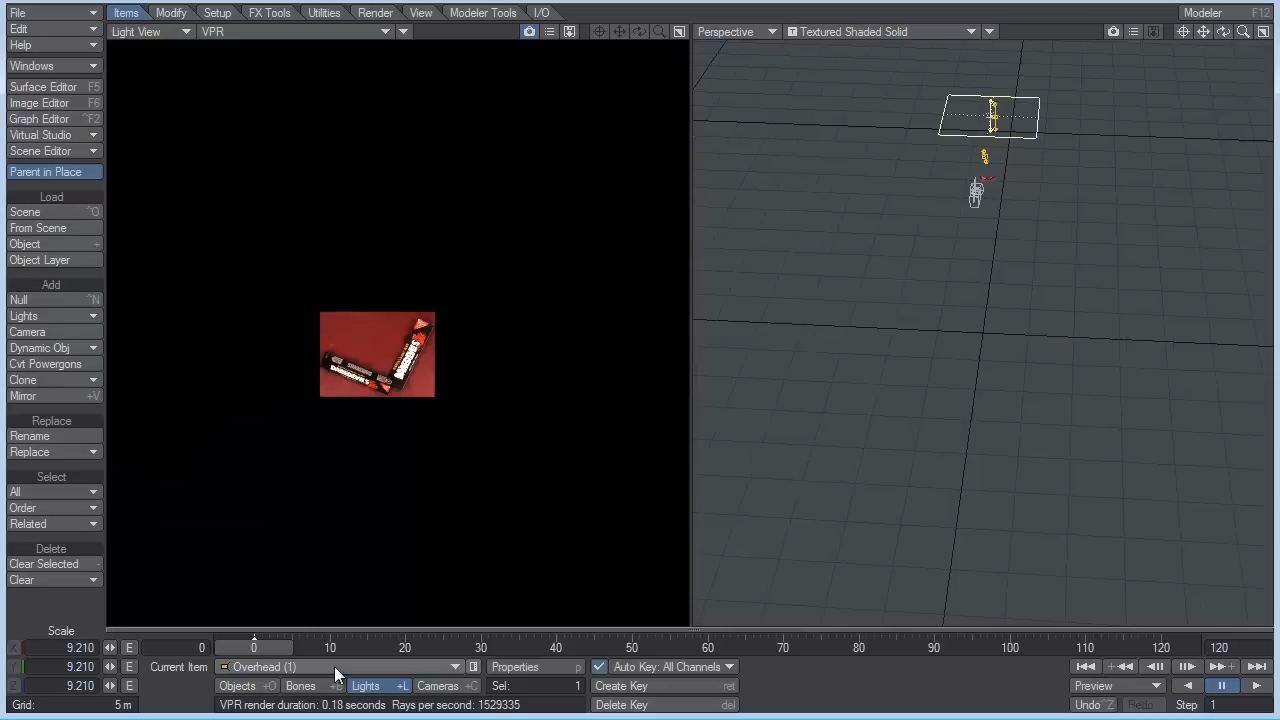 File
Items Modify Setup FX Tools Utilities Render View Modeler Tools I/O
Modeler F12
Edit
Light View VPR
Perspective Textured Shaded Solid
Help
Windows
Surface Editor F5
Image Editor F6
Graph Editor ^F2
Virtual Studio
Scene Editor
Parent in Place
Load
Scene ^O
From Scene
Object +
Object Layer
Add
Null ^N
Lights
Camera
Dynamic Obj
Cvt Powergons
Clone
Mirror +V
Replace
Rename
Replace
Select
All
Order
Related
Delete
Clear Selected -
Clear
Scale
X 9.210 E 0 0 10 20 30 40 50 60 70 80 90 100 110 120 120
Y 9.210 E Current Item Overhead (1) Properties p Auto Key: All Channels
Z 9.210 E Objects +O Bones Lights +L Cameras +C Sel: 1 Create Key ret Preview
Grid: 5 m VPR render duration: 0.18 seconds Rays per second: 1529335 Delete Key Undo ^Z Redo Step 1